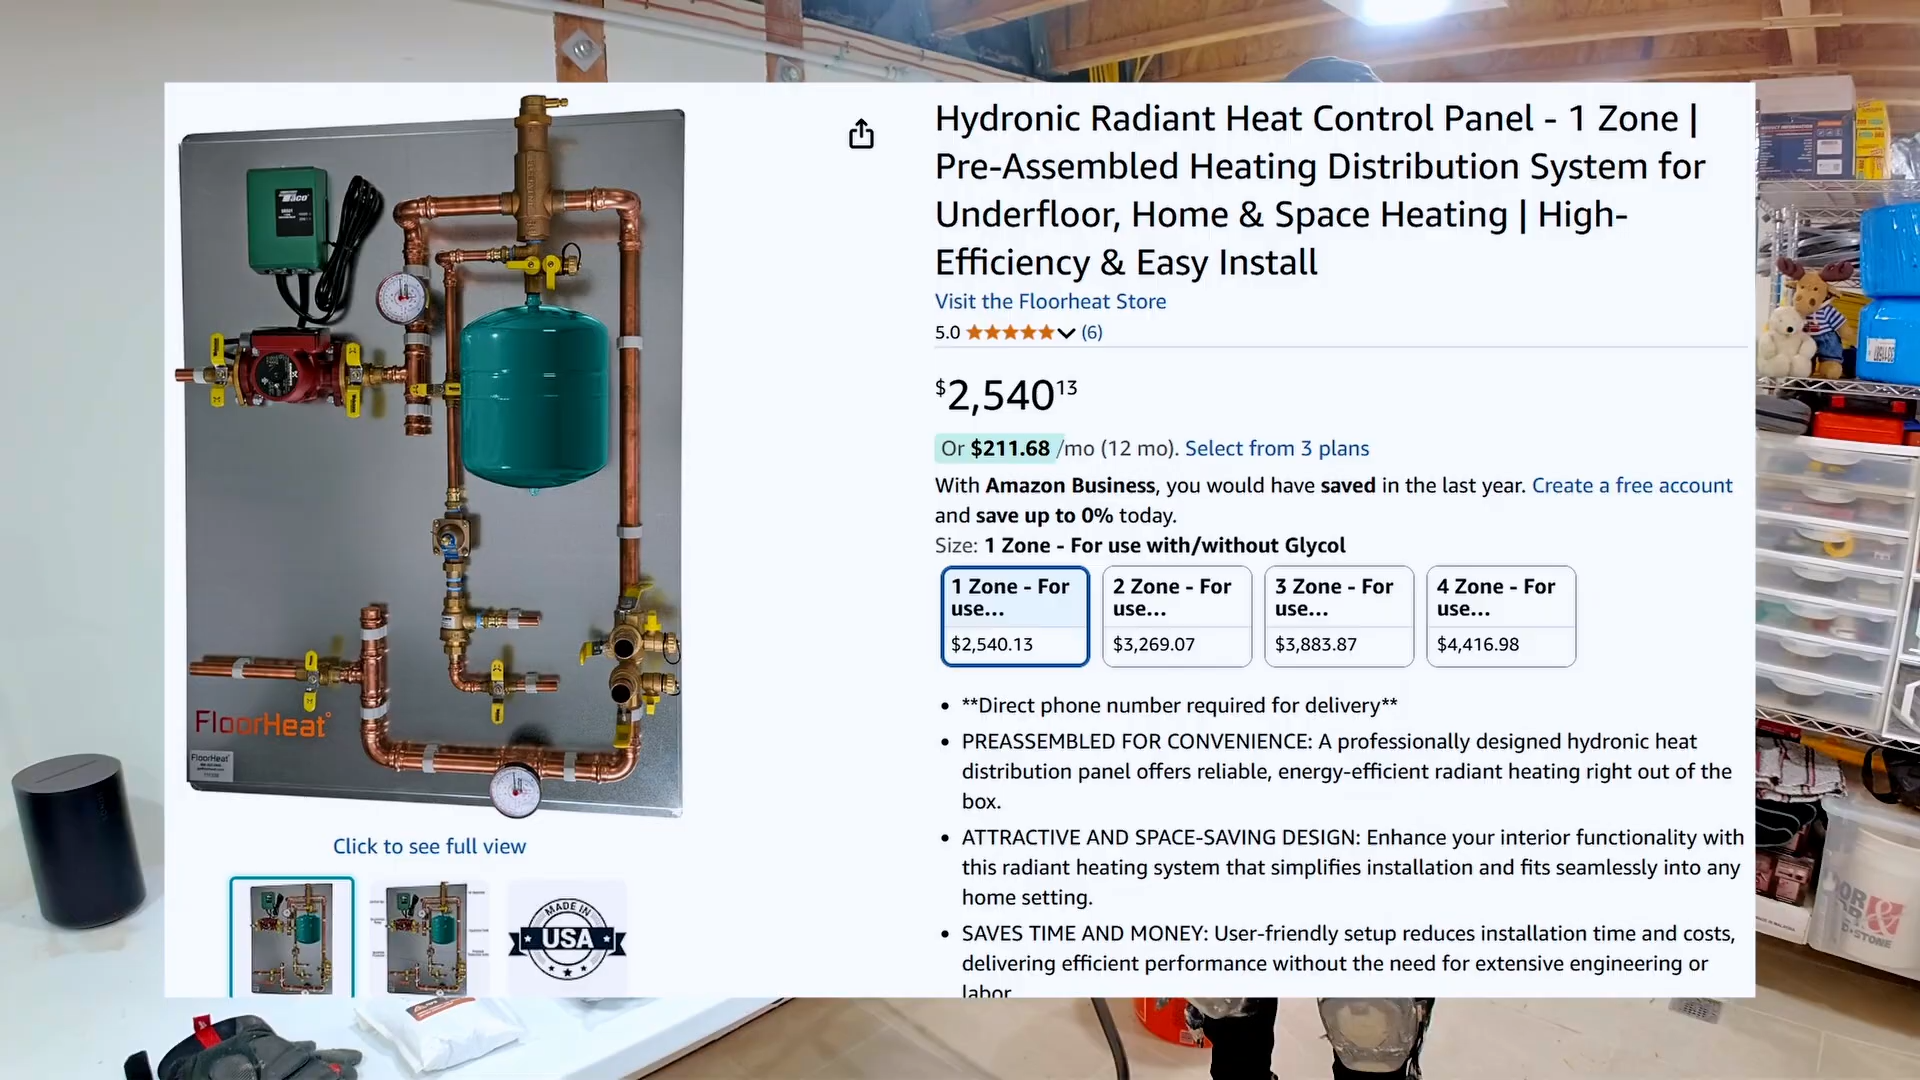 Hydronic Radiant Heat Control Panel - 1 Zone |
Pre-Assembled Heating Distribution System for
Underfloor, Home & Space Heating | High-
Efficiency & Easy Install
Visit the Floorheat Store
5.0 (6)
$2,540 13
Or $211.68 /mo (12 mo). Select from 3 plans
With Amazon Business, you would have saved in the last year. Create a free account
and save up to 0% today.
Size: 1 Zone - For use with/without Glycol
1 Zone - For
use...
$2,540.13
2 Zone - For
use...
$3,269.07
3 Zone - For
use...
$3,883.87
4 Zone - For
use...
$4,416.98
**Direct phone number required for delivery**
PREASSEMBLED FOR CONVENIENCE: A professionally designed hydronic heat
distribution panel offers reliable, energy-efficient radiant heating right out of the
box.
ATTRACTIVE AND SPACE-SAVING DESIGN: Enhance your interior functionality with
this radiant heating system that simplifies installation and fits seamlessly into any
home setting.
SAVES TIME AND MONEY: User-friendly setup reduces installation time and costs,
delivering efficient performance without the need for extensive engineering or
labor
Taco
FloorHeat
FloorHeat
Click to see full view
MADE IN
USA